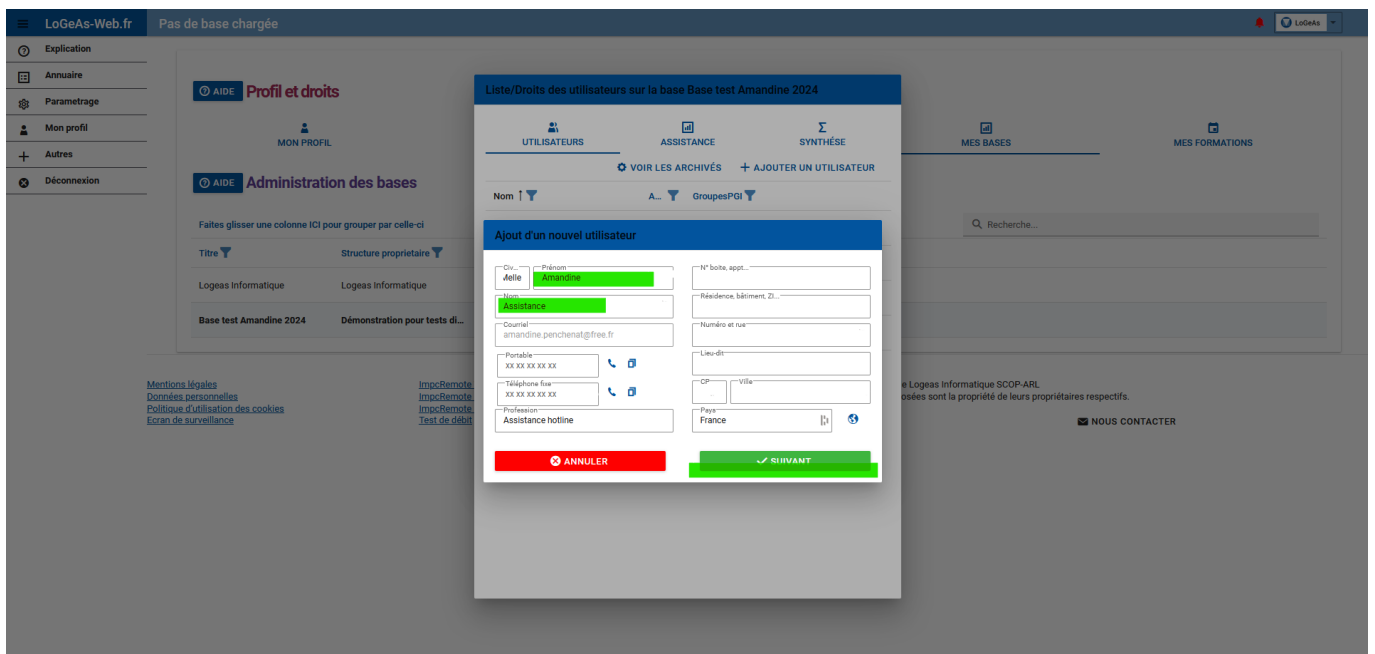 LoGeAs-Web.fr
Pas de base chargée
LoGeAs
Explication
Annuaire
Parametrage
Mon profil
Autres
Déconnexion
AIDE Profil et droits
MON PROFIL
MES BASES
MES FORMATIONS
AIDE Administration des bases
Faites glisser une colonne ICI pour grouper par celle-ci
Recherche...
Titre
Structure proprietaire
Logeas Informatique
Logeas Informatique
Base test Amandine 2024
Démonstration pour tests di...
Liste/Droits des utilisateurs sur la base Base test Amandine 2024
UTILISATEURS
ASSISTANCE
SYNTHÉSE
VOIR LES ARCHIVÉS
AJOUTER UN UTILISATEUR
Nom
A...
GroupesPGI
Ajout d'un nouvel utilisateur
Civ...
Melle
Prénom
Amandine
N° boite, appt...
Nom
Assistance
Résidence, bâtiment, ZI...
Courriel
amandine.penchenat@free.fr
Numéro et rue
Portable
xx xx xx xx xx
Lieu-dit
Téléphone fixe
xx xx xx xx xx
CP
Ville
Profession
Assistance hotline
Pays
France
ANNULER
SUIVANT
Mentions légales
Données personnelles
Politique d'utilisation des cookies
Ecran de surveillance
ImpcRemote
ImpcRemote
ImpcRemote
Test de débit
e Logeas Informatique SCOP-ARL
osées sont la propriété de leurs propriétaires respectifs.
NOUS CONTACTER